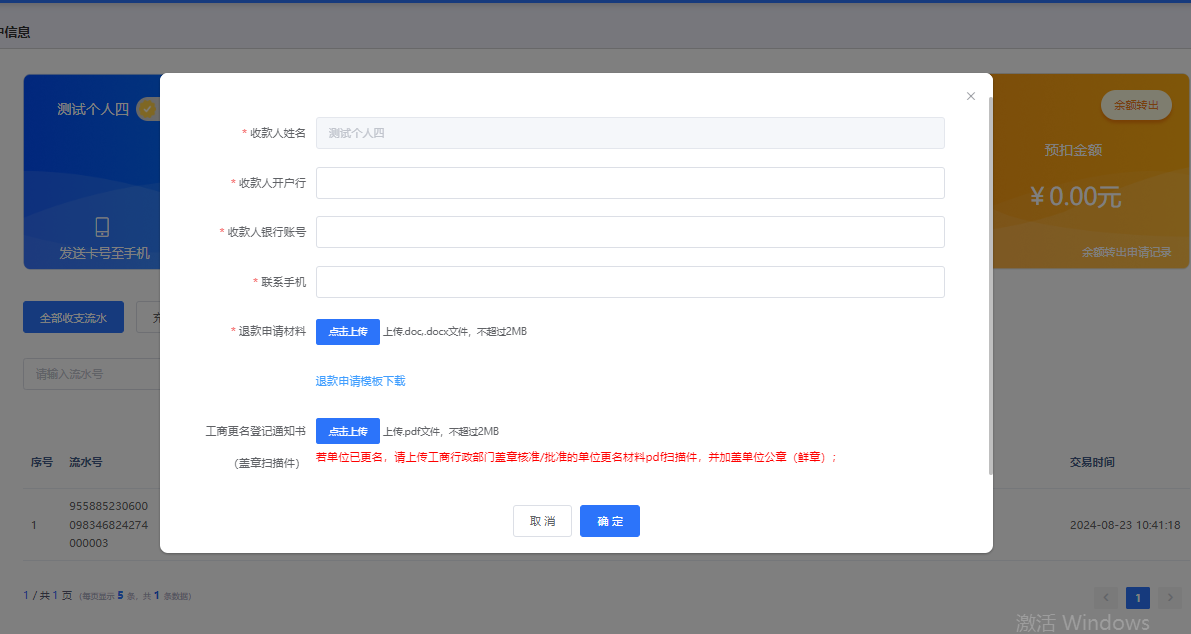 户信息
测试个人四
发送卡号至手机
余额转出
预扣金额
¥0.00元
余额转出申请记录
* 收款人姓名 测试个人四
* 收款人开户行
* 收款人银行账号
* 联系手机
* 退款申请材料 点击上传 上传.doc,.docx文件，不超过2MB
退款申请模板下载
工商更名登记通知书 点击上传 上传.pdf文件，不超过2MB
（盖章扫描件） 若单位已更名，请上传工商行政部门盖章核准/批准的单位更名材料pdf扫描件，并加盖单位公章（鲜章）；
取消 确定
全部收支流水
请输入流水号
序号 流水号 交易时间
1 955885230600 2024-08-23 10:41:18
098346824274
000003
1 / 共 1 页 （每页显示 5 条，共 1 条数据） 1
激活 Windows